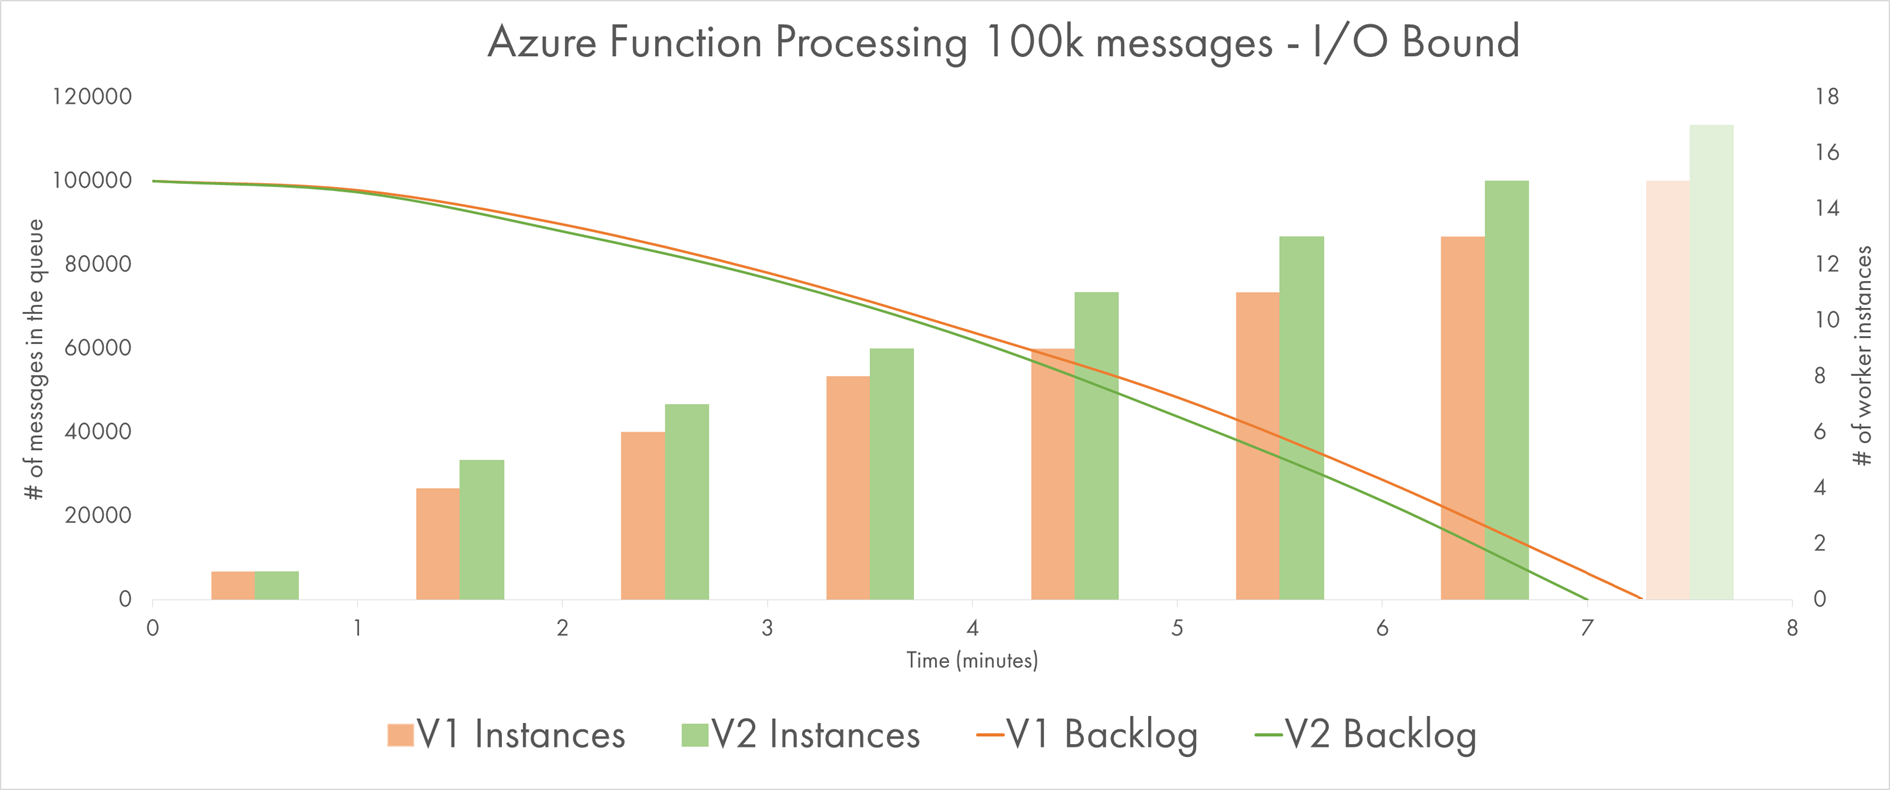 Azure Function Processing 100k messages - I/O Bound
120000
100000
80000
60000
40000
20000
0
# of messages in the queue
18
16
14
12
10
8
6
4
2
0
# of worker instances
0 1 2 3 4 5 6 7 8
Time (minutes)
V1 Instances V2 Instances V1 Backlog V2 Backlog